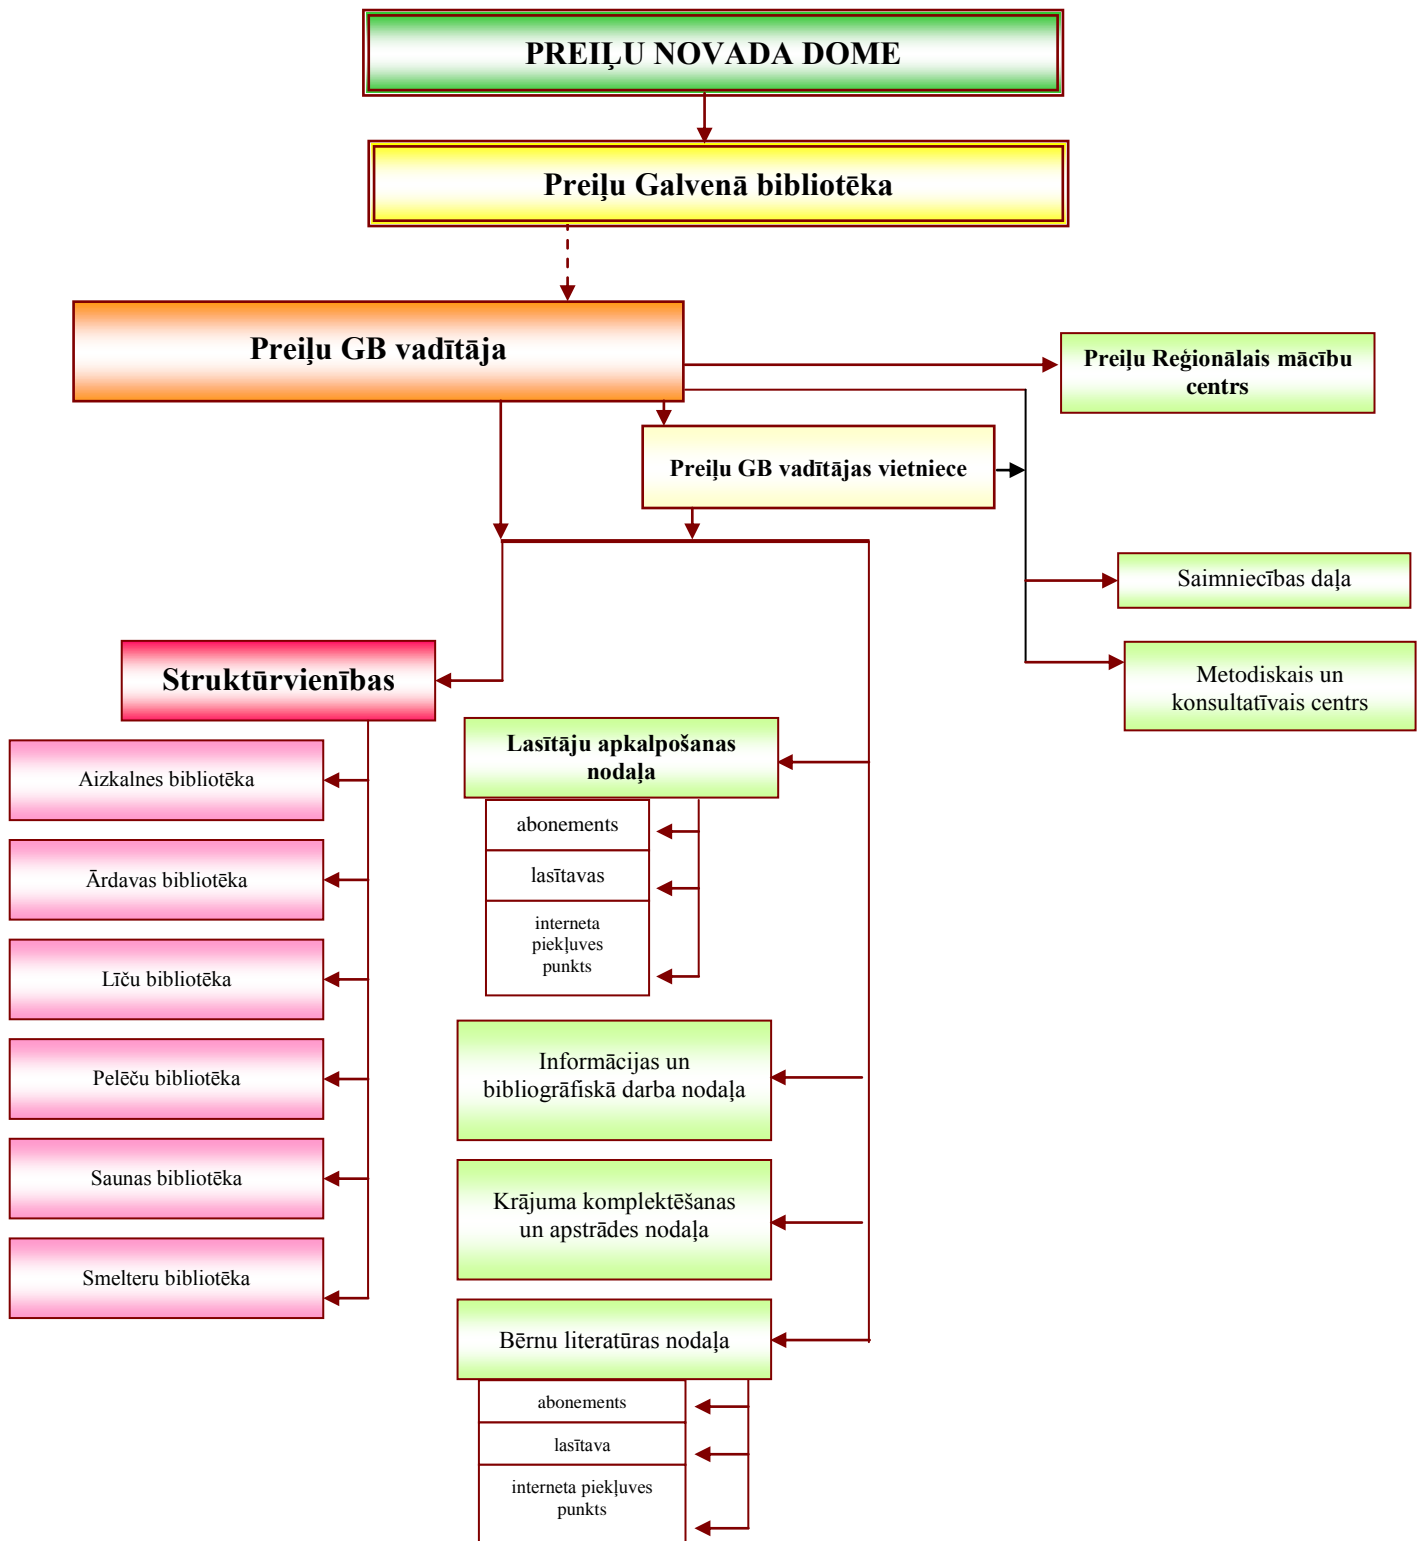 PREIĻU NOVADA DOME
Preiļu Galvenā bibliotēka
Preiļu GB vadītāja
Preiļu Reģionālais mācību
centrs
Preiļu GB vadītājas vietniece
Saimniecības daļa
Metodiskais un
konsultatīvais centrs
Struktūrvienības
Aizkalnes bibliotēka
Ārdavas bibliotēka
Līču bibliotēka
Pelēču bibliotēka
Saunas bibliotēka
Smelteru bibliotēka
Lasītāju apkalpošanas
nodaļa
abonements
lasītavas
interneta
piekļuves
punkts
Informācijas un
bibliogrāfiskā darba nodaļa
Krājuma komplektēšanas
un apstrādes nodaļa
Bērnu literatūras nodaļa
abonements
lasītava
interneta piekļuves
punkts